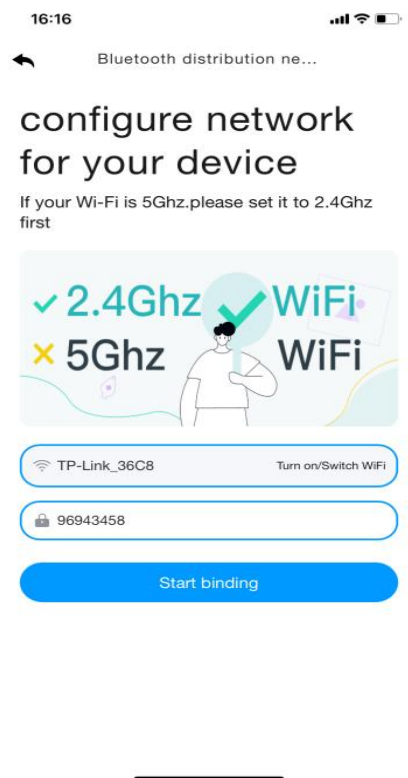 16:16
Bluetooth distribution ne...
configure network
for your device
If your Wi-Fi is 5Ghz.please set it to 2.4Ghz
first
2.4Ghz WiFi
5Ghz WiFi
TP-Link_36C8 Turn on/Switch WiFi
96943458
Start binding